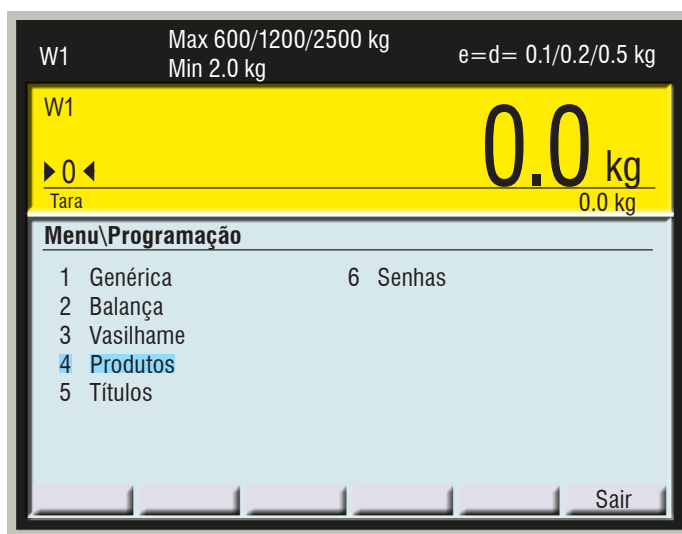 W1
Max 600/1200/2500 kg
Min 2.0 kg
e=d= 0.1/0.2/0.5 kg
W1
0.0 kg
0
Tara
0.0 kg
Menu\Programação
1 Genérica
2 Balança
3 Vasilhame
4 Produtos
5 Títulos
6 Senhas
Sair